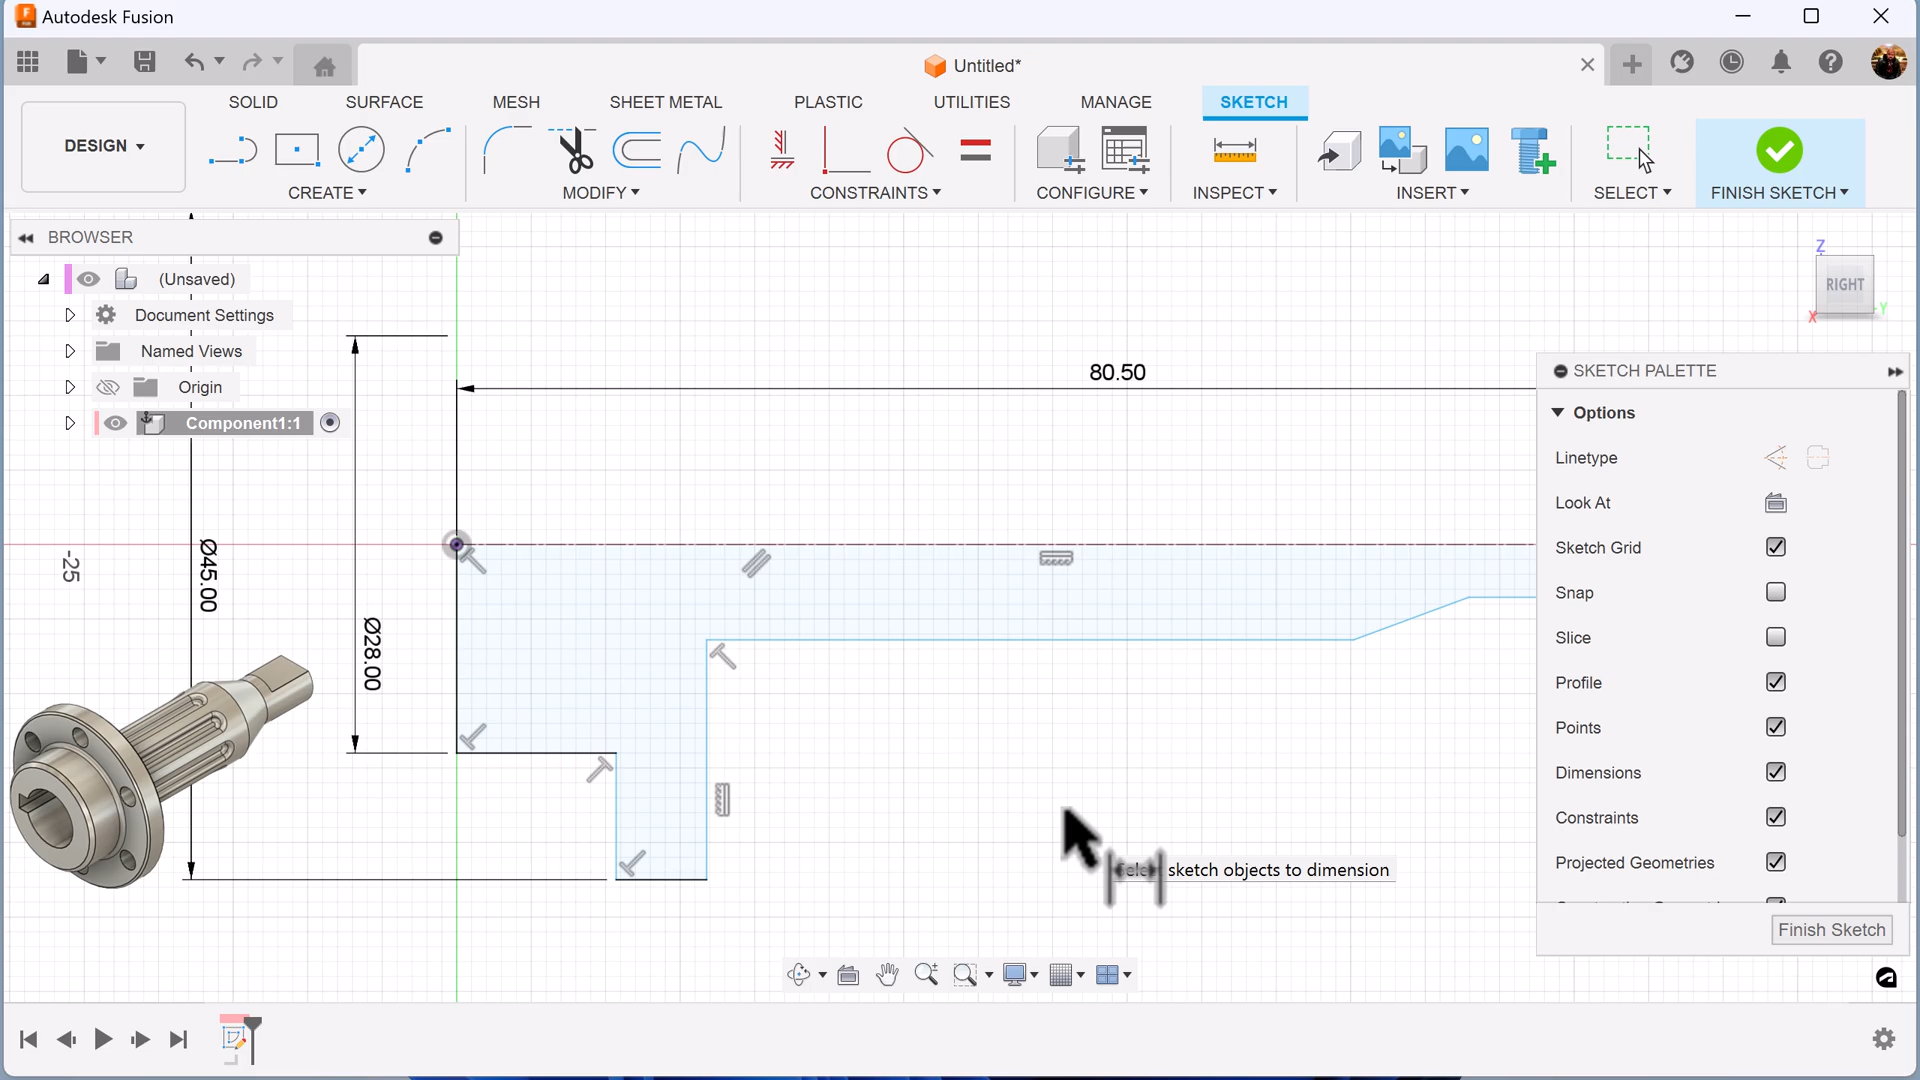 Autodesk Fusion
Untitled*
SOLID SURFACE MESH SHEET METAL PLASTIC UTILITIES MANAGE SKETCH
DESIGN
CREATE MODIFY CONSTRAINTS CONFIGURE INSPECT INSERT SELECT FINISH SKETCH
BROWSER
(Unsaved)
Document Settings
Named Views
Origin
Component1:1
Z
RIGHT
X
Y
80.50
Ø45.00
Ø28.00
-25
SKETCH PALETTE
Options
Linetype
Look At
Sketch Grid
Snap
Slice
Profile
Points
Dimensions
Constraints
Projected Geometries
Finish Sketch
sketch objects to dimension